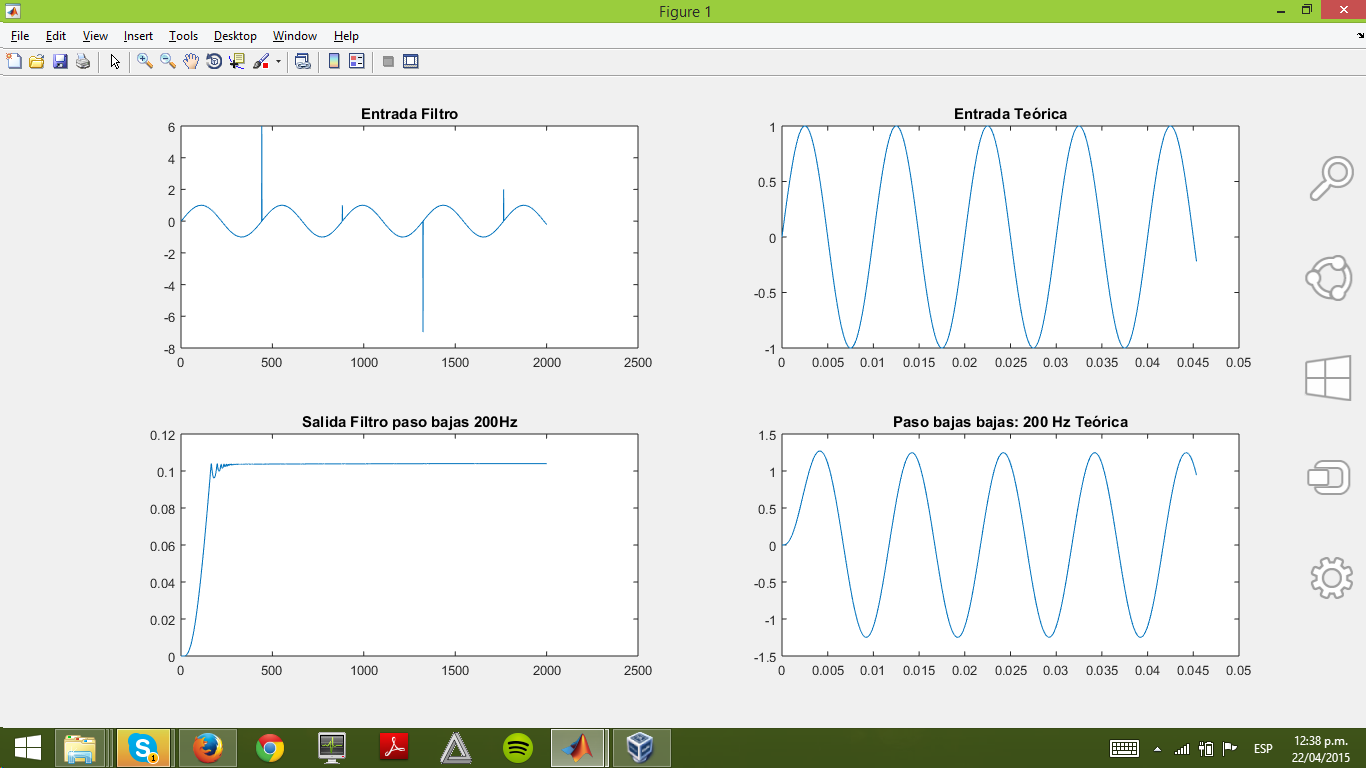 Figure 1
File Edit View Insert Tools Desktop Window Help
Entrada Filtro
6
4
2
0
-2
-4
-6
-8
0 500 1000 1500 2000 2500
Entrada Teórica
1
0.5
0
-0.5
-1
0 0.005 0.01 0.015 0.02 0.025 0.03 0.035 0.04 0.045 0.05
Salida Filtro paso bajas 200Hz
0.12
0.1
0.08
0.06
0.04
0.02
0
0 500 1000 1500 2000 2500
Paso bajas bajas: 200 Hz Teórica
1.5
1
0.5
0
-0.5
-1
-1.5
0 0.005 0.01 0.015 0.02 0.025 0.03 0.035 0.04 0.045 0.05
1
ESP
12:38 p.m.
22/04/2015